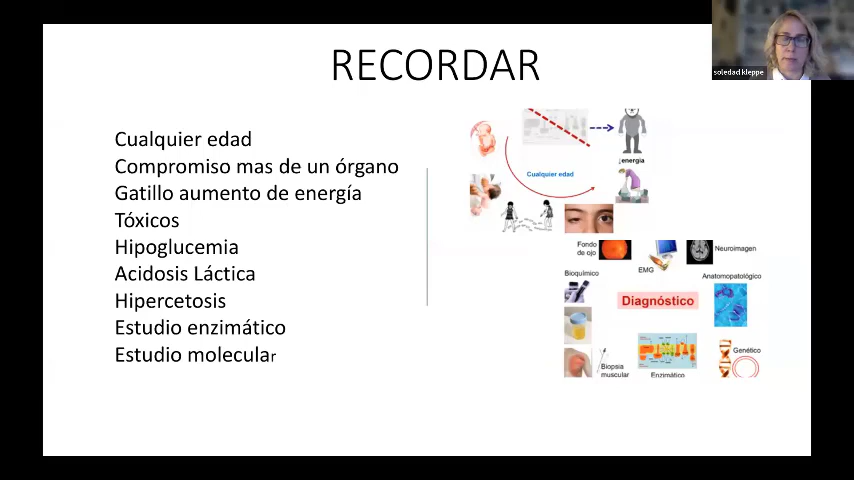 soledad kleppe
RECORDAR
Cualquier edad
Compromiso mas de un órgano
Gatillo aumento de energía
Tóxicos
Hipoglucemia
Acidosis Láctica
Hipercetosis
Estudio enzimático
Estudio molecular
↓energia
Cualquier edad
Fondo de ojo
Neuroimagen
EMG
Bioquímico
Anatomopatológico
Diagnóstico
Genético
Biopsia muscular
Enzimático